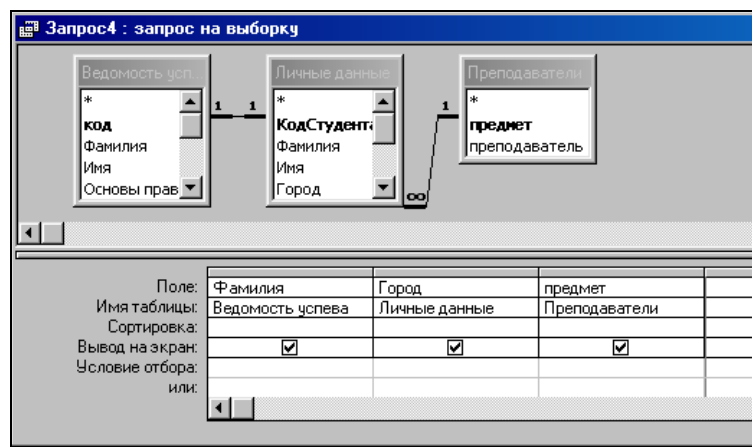 Запрос4 : запрос на выборку
Ведомость усп... Личные данные Преподаватели
* * *
1 1 1
код КодСтудента предмет
Фамилия Фамилия преподаватель
Имя Имя
Основы прав Город
∞
Поле: Фамилия Город предмет
Имя таблицы: Ведомость успева Личные данные Преподаватели
Сортировка:
Вывод на экран:
Условие отбора:
или: